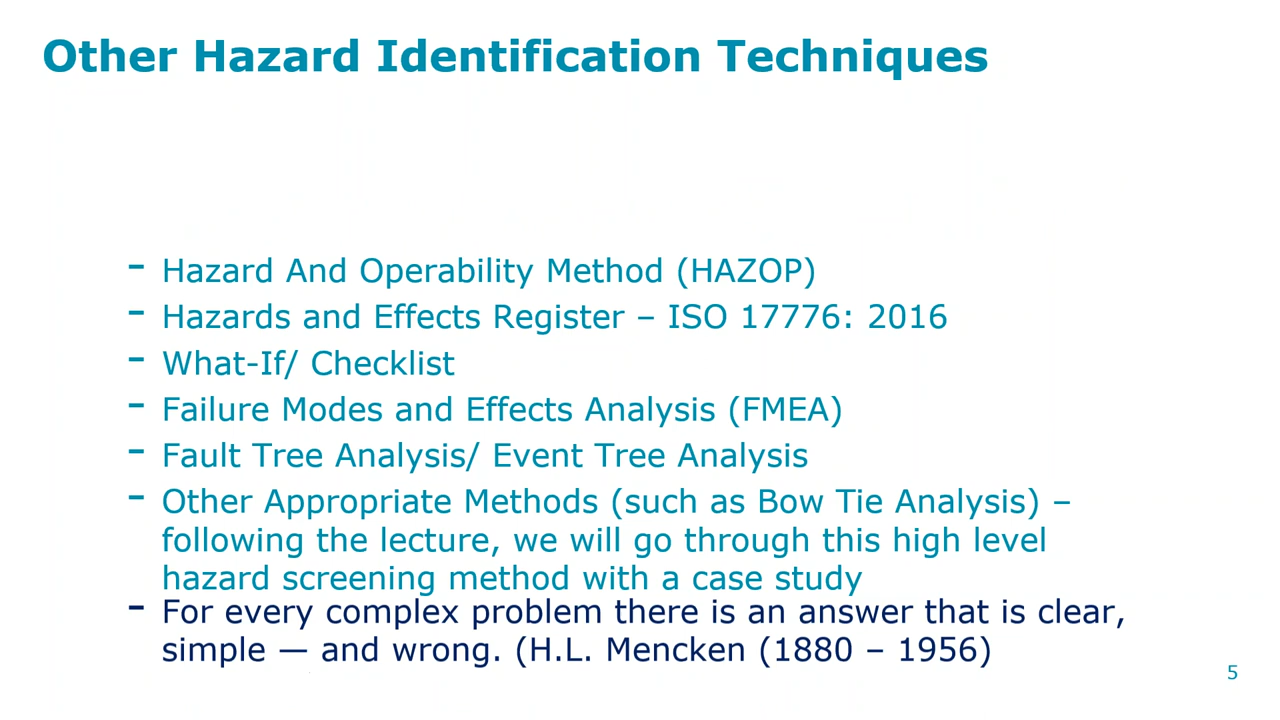 Other Hazard Identification Techniques
- Hazard And Operability Method (HAZOP)
- Hazards and Effects Register – ISO 17776: 2016
- What-If/ Checklist
- Failure Modes and Effects Analysis (FMEA)
- Fault Tree Analysis/ Event Tree Analysis
- Other Appropriate Methods (such as Bow Tie Analysis) –
following the lecture, we will go through this high level
hazard screening method with a case study
- For every complex problem there is an answer that is clear,
simple — and wrong. (H.L. Mencken (1880 – 1956)
5